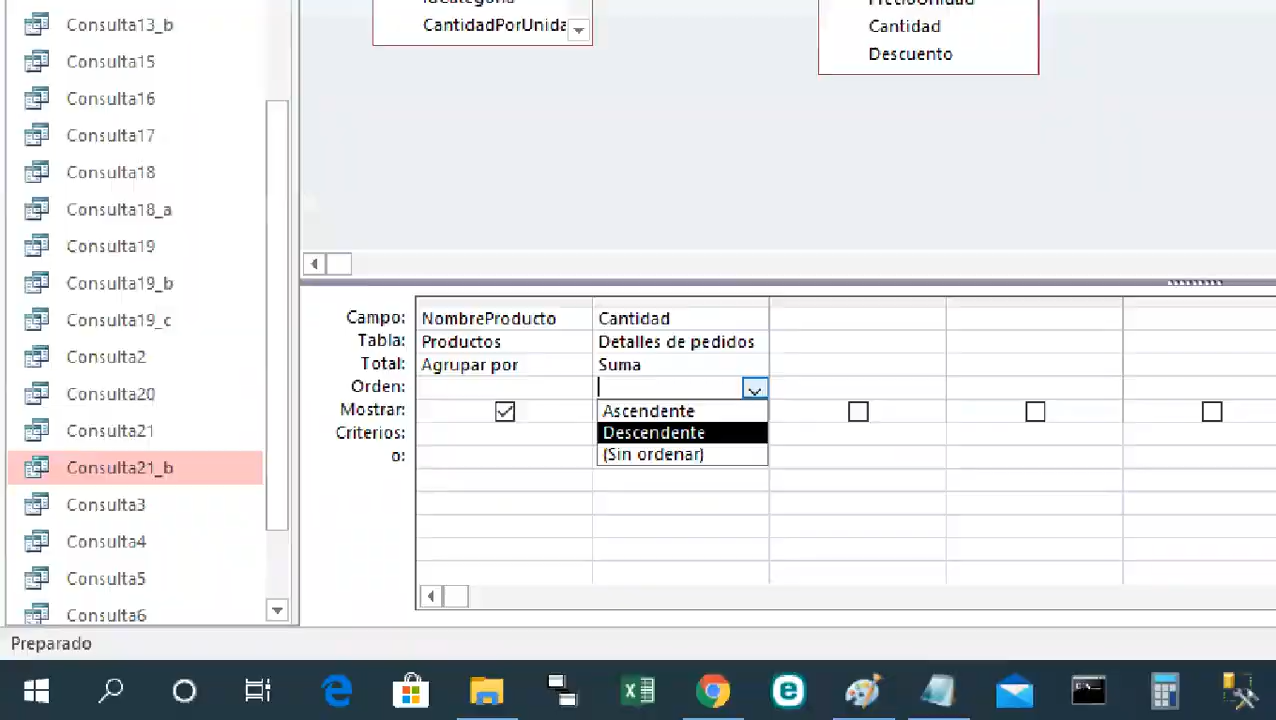 Consulta13_b
Consulta15
Consulta16
Consulta17
Consulta18
Consulta18_a
Consulta19
Consulta19_b
Consulta19_c
Consulta2
Consulta20
Consulta21
Consulta21_b
Consulta3
Consulta4
Consulta5
Consulta6
CantidadPorUnida
Cantidad
Descuento
Campo: NombreProducto Cantidad
Tabla: Productos Detalles de pedidos
Total: Agrupar por Suma
Orden:
Mostrar: Ascendente
Criterios: Descendente
o: (Sin ordenar)
Preparado